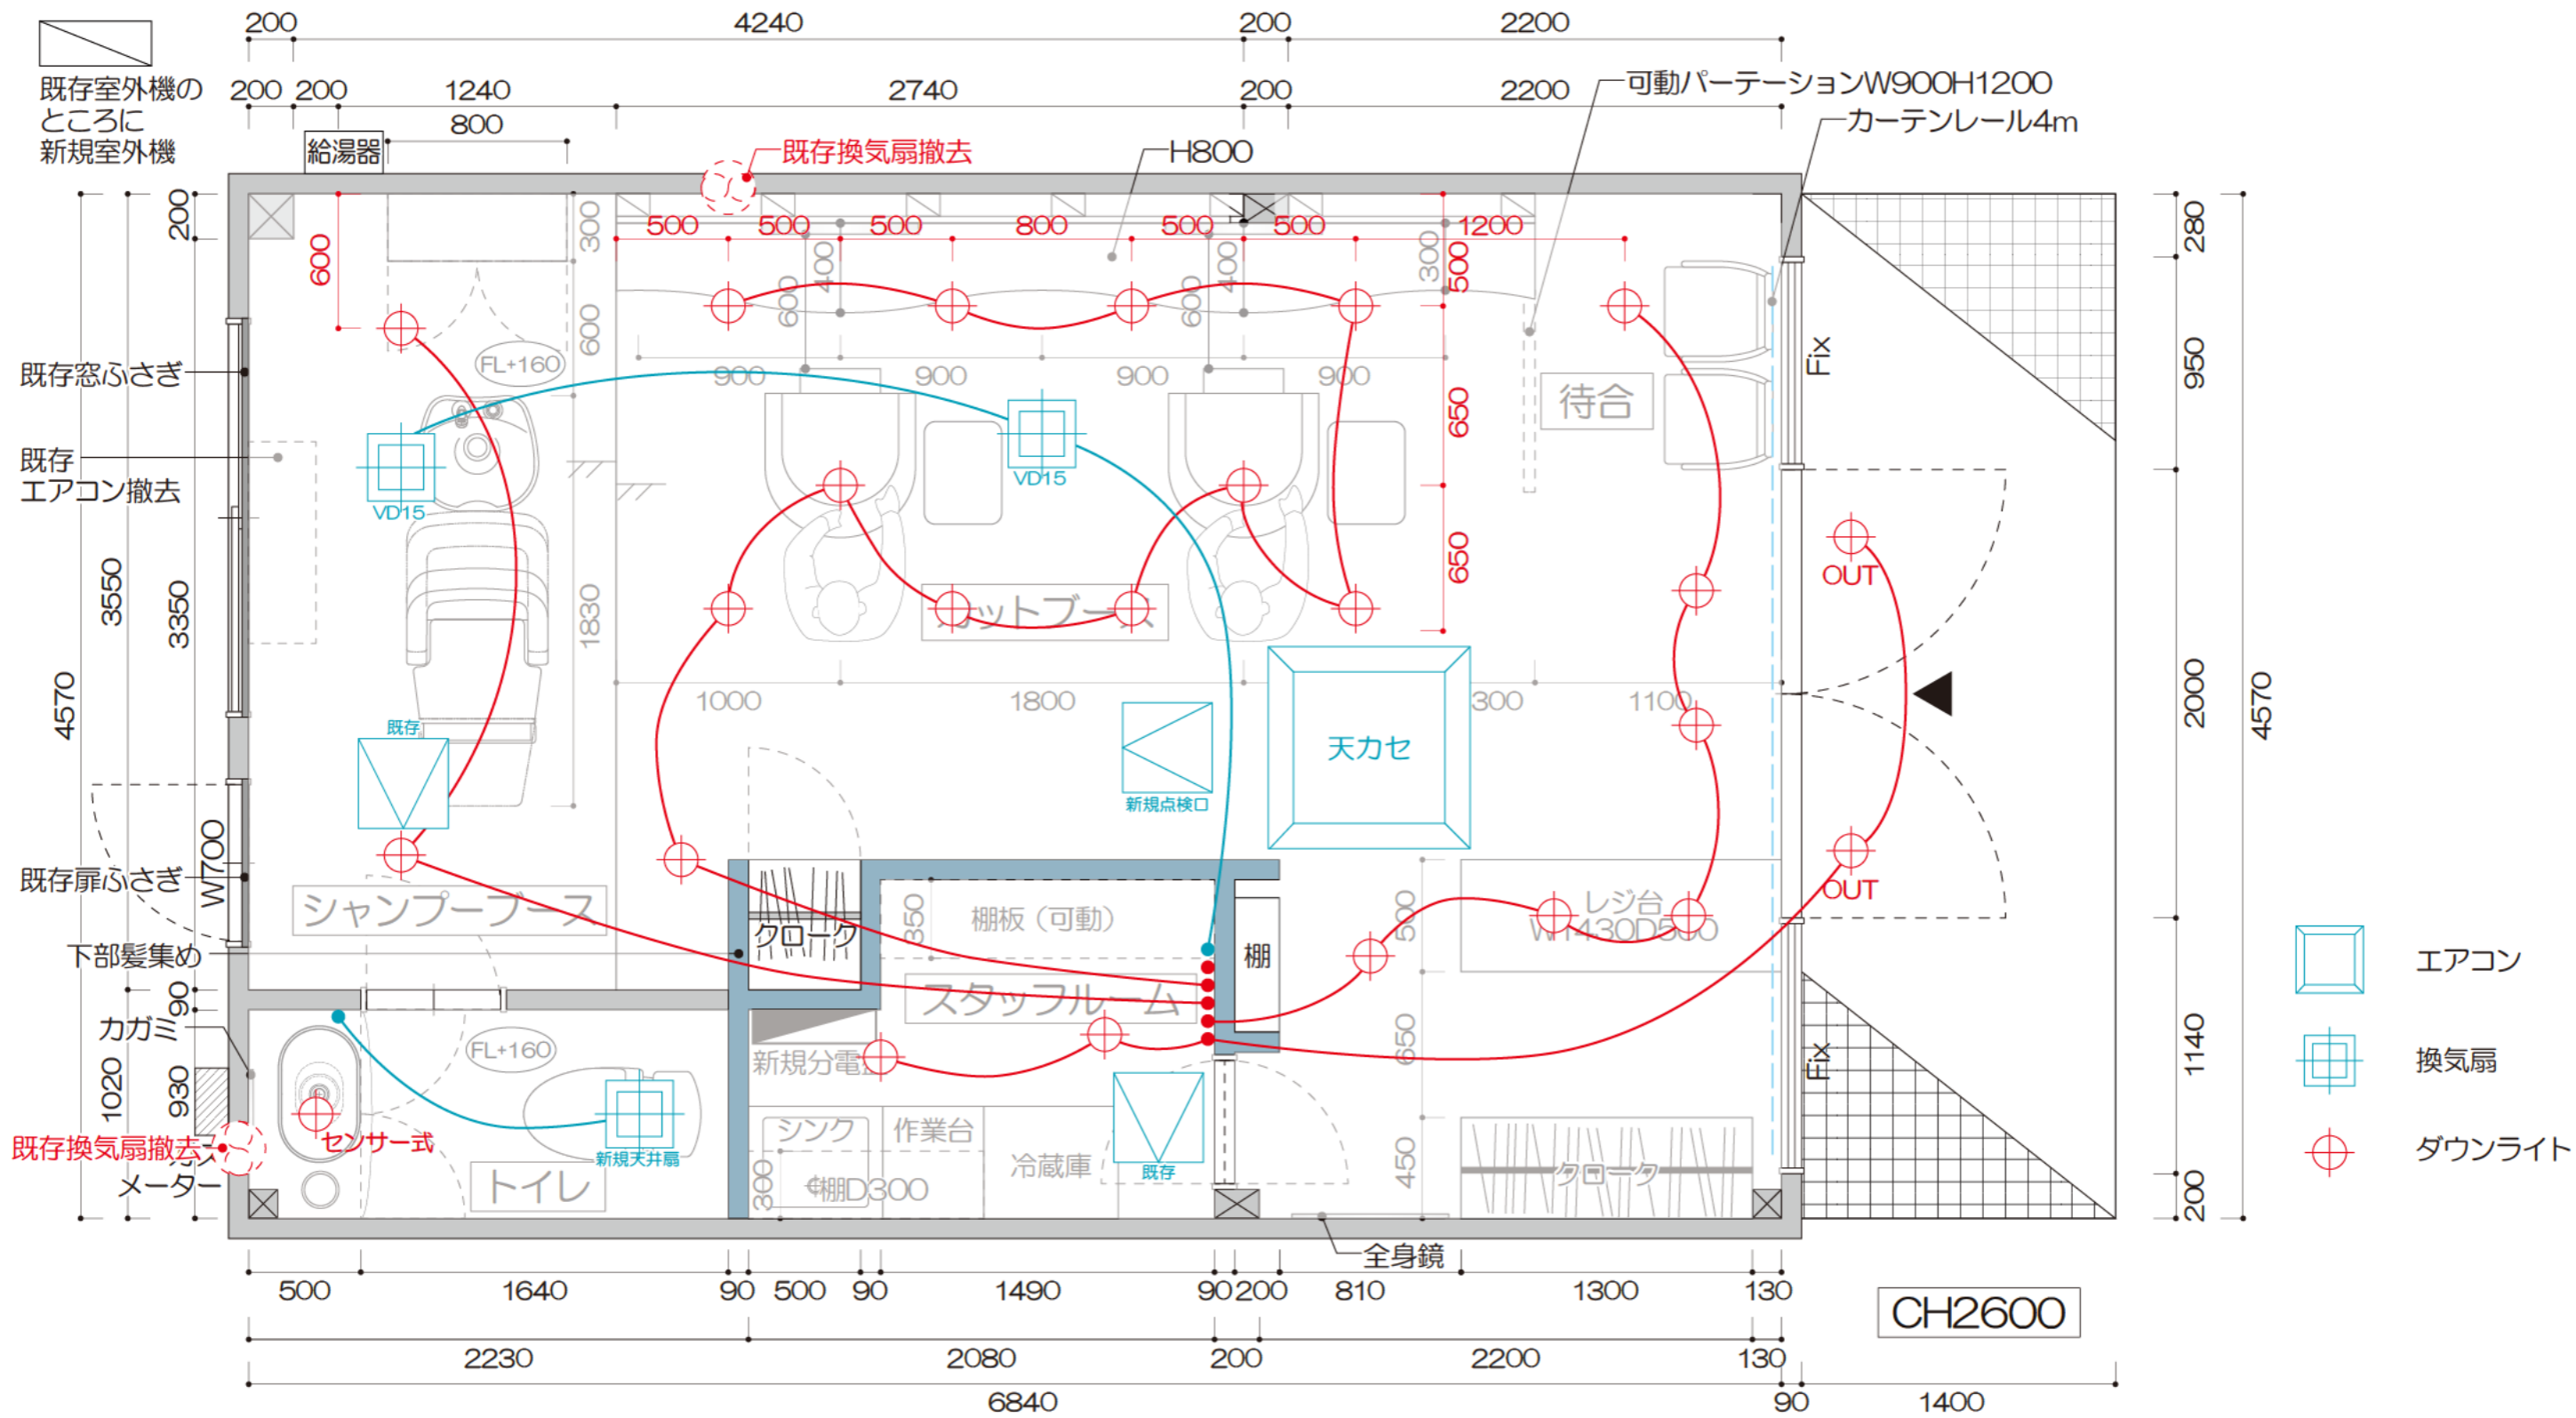 200
4240
200
2200
既存室外機の
ところに
新規室外機
200
200
1240
2740
200
2200
可動パーテーションW900H1200
カーテンレール4m
800
給湯器
既存換気扇撤去
H800
200
300
500
500
500
800
500
500
1200
280
600
600
400
600
400
300
500
600
FL+160
既存窓ふさぎ
900
900
900
900
待合
Fix
950
650
既存
エアコン撤去
VD15
VD15
650
OUT
3550
3350
1830
カットブース
4570
1000
1800
300
1100
2000
4570
既存
天カセ
新規点検口
W700
既存扉ふさぎ
OUT
シャンプーブース
350
棚板（可動）
500
レジ台
W1430D500
クローク
下部髪集め
棚
エアコン
90
スタッフルーム
カガミ
FL+160
新規分電
650
Fix
1140
換気扇
1020
930
センサー式
シンク
作業台
既存換気扇撤去
新規天井扇
冷蔵庫
既存
450
クローク
ダウンライト
メーター
トイレ
300
棚D300
200
全身鏡
500
1640
90
500
90
1490
90
200
810
1300
130
CH2600
2230
2080
200
2200
130
6840
90
1400